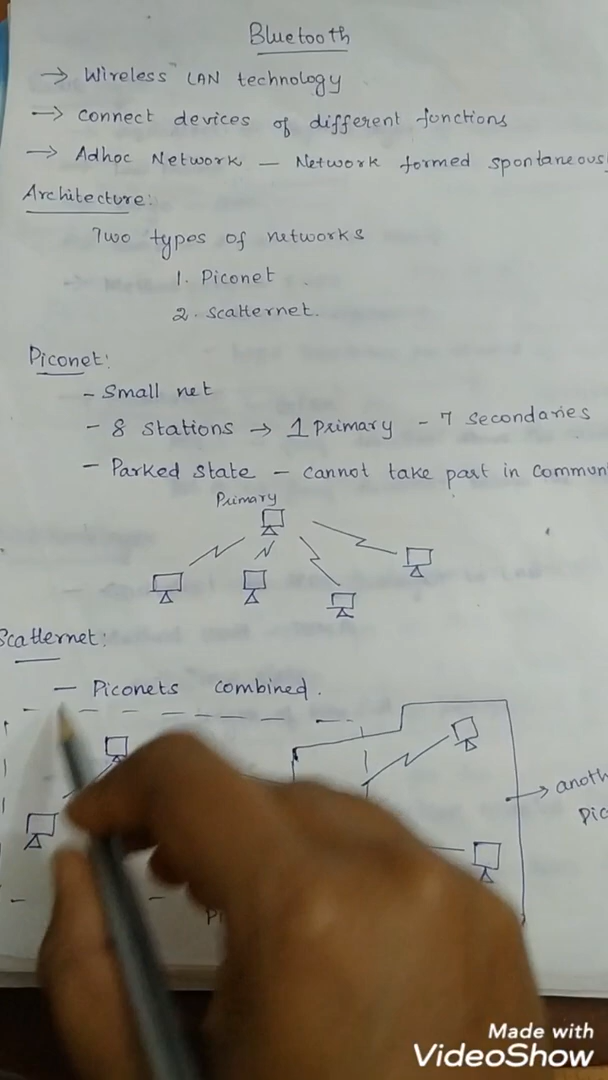 Bluetooth
→ Wireless LAN technology
→ connect devices of different functions
→ Adhoc Network — Network formed spontaneous
Architecture:
Two types of networks
1. Piconet
2. scatternet.
Piconet:
- Small net
- 8 stations → 1 Primary - 7 secondaries
- Parked state - cannot take part in commun
Primary
Scatternet:
— Piconets combined.
→ anoth
pic
Made with
VideoShow